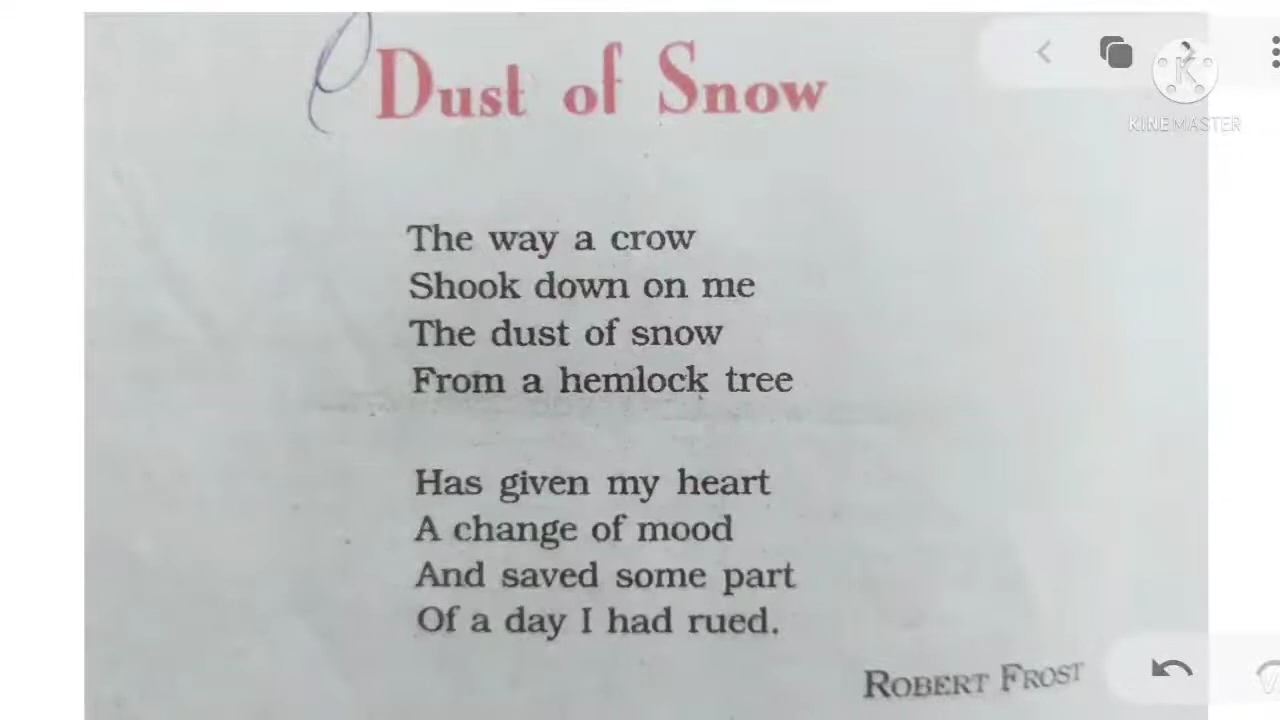 Dust of Snow
KINEMASTER
The way a crow
Shook down on me
The dust of snow
From a hemlock tree
Has given my heart
A change of mood
And saved some part
Of a day I had rued.
ROBERT FROST